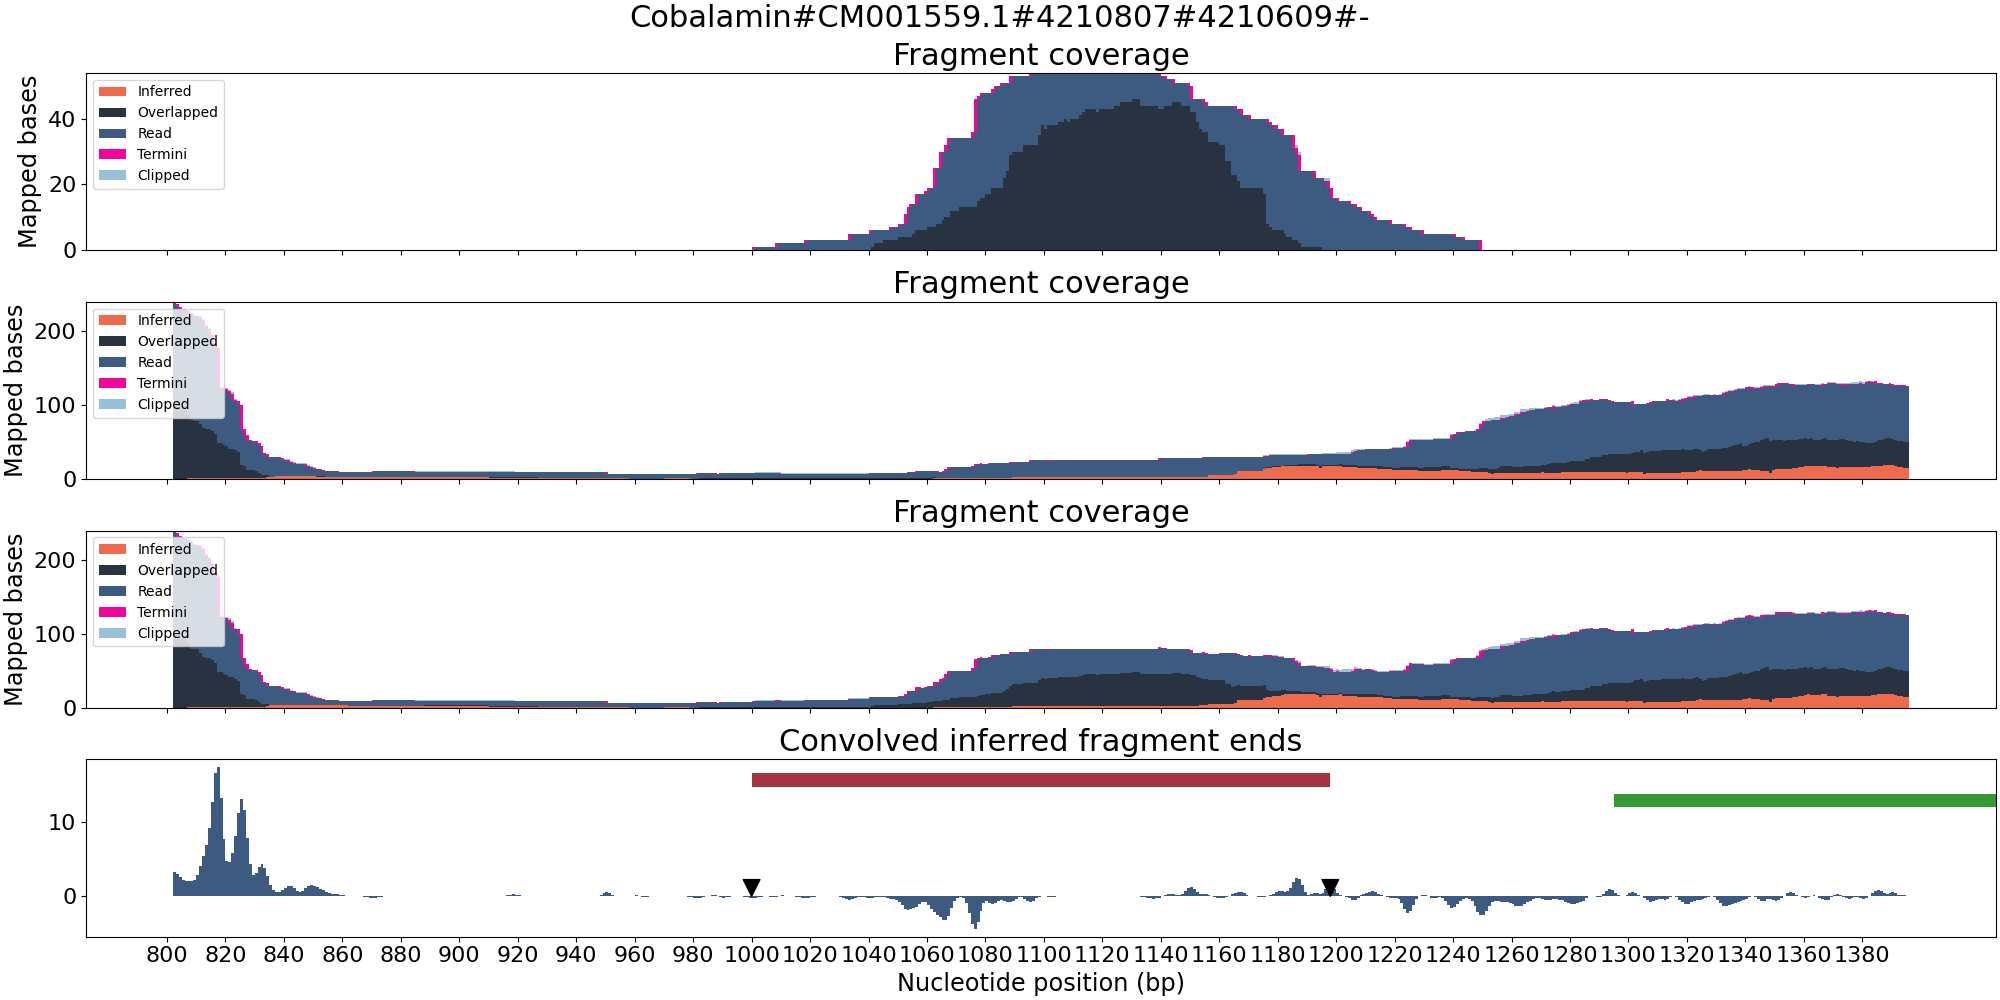 Cobalamin#CM001559.1#4210807#4210609#-
Fragment coverage
Mapped bases
40
20
0
Inferred
Overlapped
Read
Termini
Clipped
Fragment coverage
Mapped bases
200
100
0
Inferred
Overlapped
Read
Termini
Clipped
Fragment coverage
Mapped bases
200
100
0
Inferred
Overlapped
Read
Termini
Clipped
Convolved inferred fragment ends
10
0
800 820 840 860 880 900 920 940 960 980 1000 1020 1040 1060 1080 1100 1120 1140 1160 1180 1200 1220 1240 1260 1280 1300 1320 1340 1360 1380
Nucleotide position (bp)